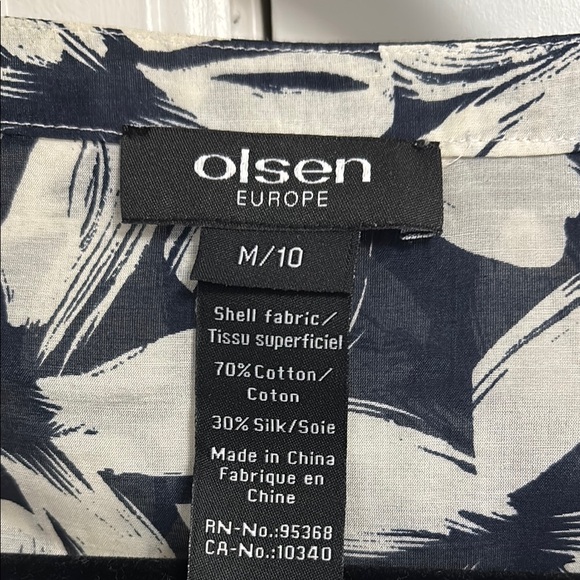 olsen
EUROPE
M/10
Shell fabric/
Tissu superficiel
70%Cotton/
Coton
30% Silk/Soie
Made in China
Fabrique en
Chine
RN-No.:95368
CA-No.:10340